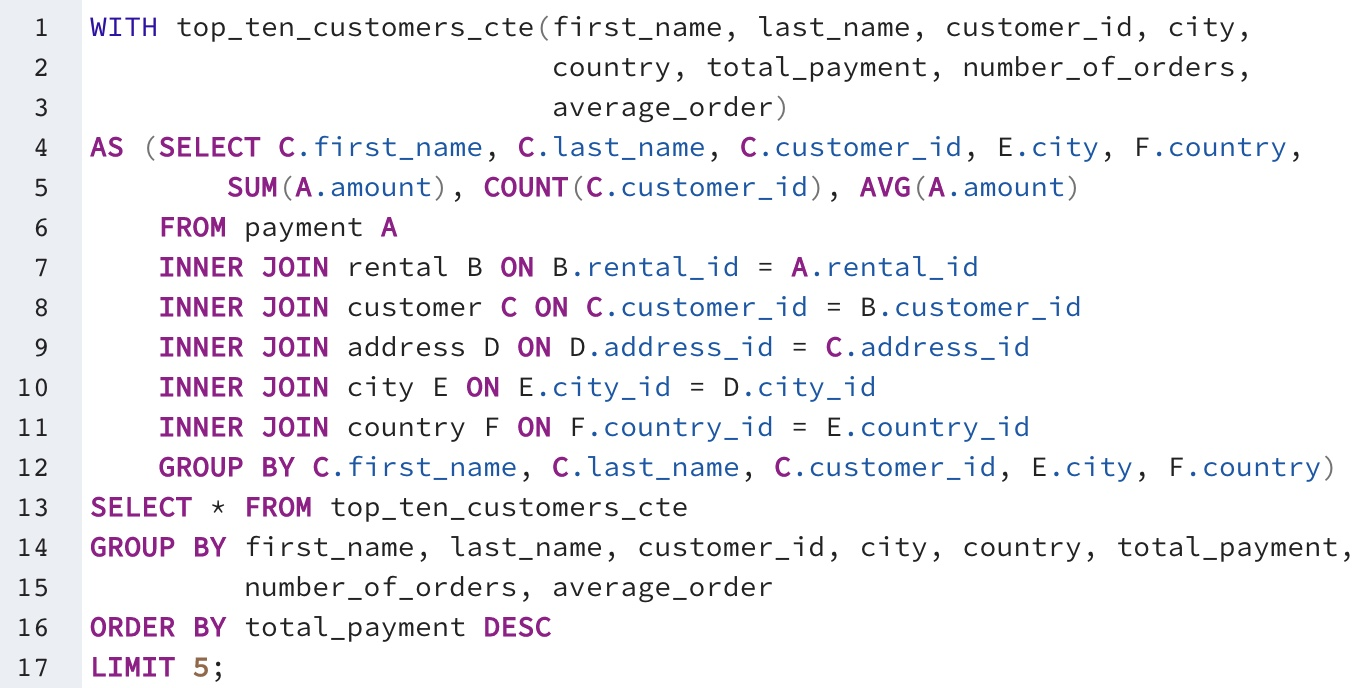 1 WITH top_ten_customers_cte(first_name, last_name, customer_id, city,
2 country, total_payment, number_of_orders,
3 average_order)
4 AS (SELECT C.first_name, C.last_name, C.customer_id, E.city, F.country,
5 SUM(A.amount), COUNT(C.customer_id), AVG(A.amount)
6 FROM payment A
7 INNER JOIN rental B ON B.rental_id = A.rental_id
8 INNER JOIN customer C ON C.customer_id = B.customer_id
9 INNER JOIN address D ON D.address_id = C.address_id
10 INNER JOIN city E ON E.city_id = D.city_id
11 INNER JOIN country F ON F.country_id = E.country_id
12 GROUP BY C.first_name, C.last_name, C.customer_id, E.city, F.country)
13 SELECT * FROM top_ten_customers_cte
14 GROUP BY first_name, last_name, customer_id, city, country, total_payment,
15 number_of_orders, average_order
16 ORDER BY total_payment DESC
17 LIMIT 5;